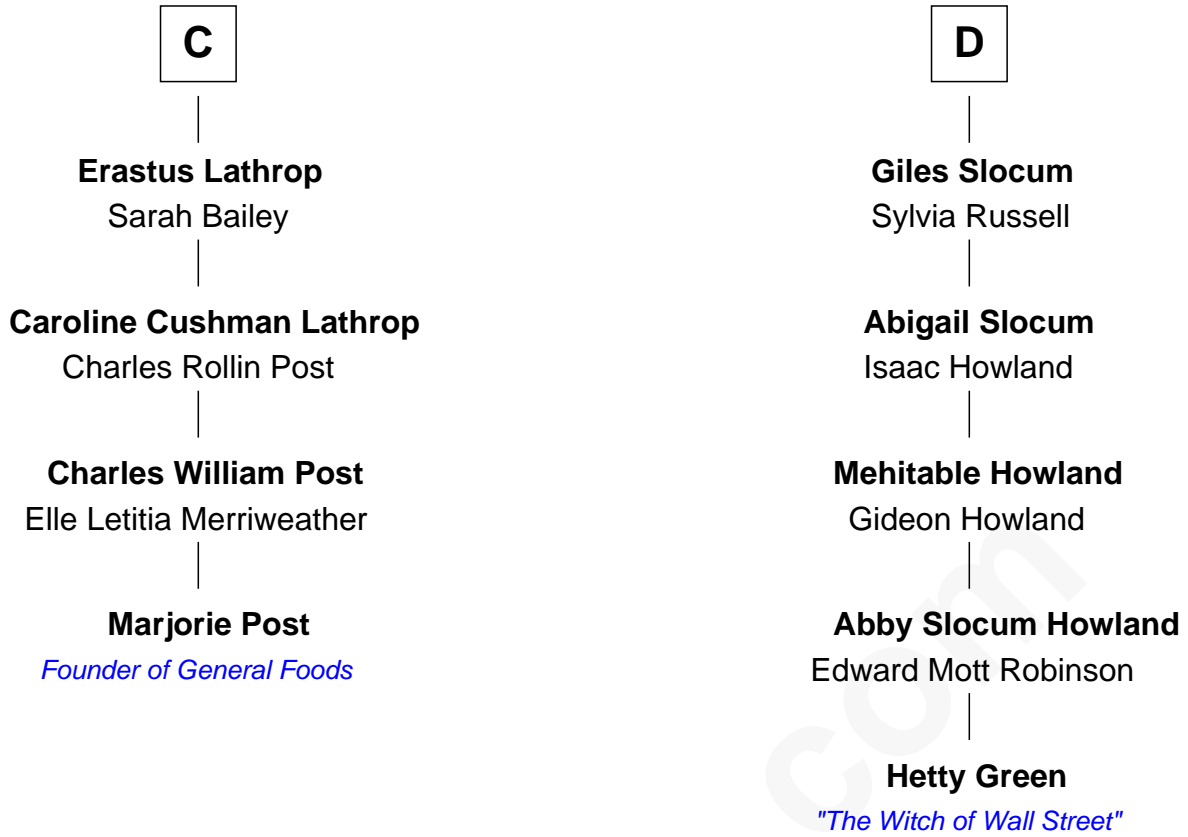 C
Erastus Lathrop
Sarah Bailey
Caroline Cushman Lathrop
Charles Rollin Post
Charles William Post
Elle Letitia Merriweather
Marjorie Post
Founder of General Foods
D
Giles Slocum
Sylvia Russell
Abigail Slocum
Isaac Howland
Mehitable Howland
Gideon Howland
Abby Slocum Howland
Edward Mott Robinson
Hetty Green
"The Witch of Wall Street"
com